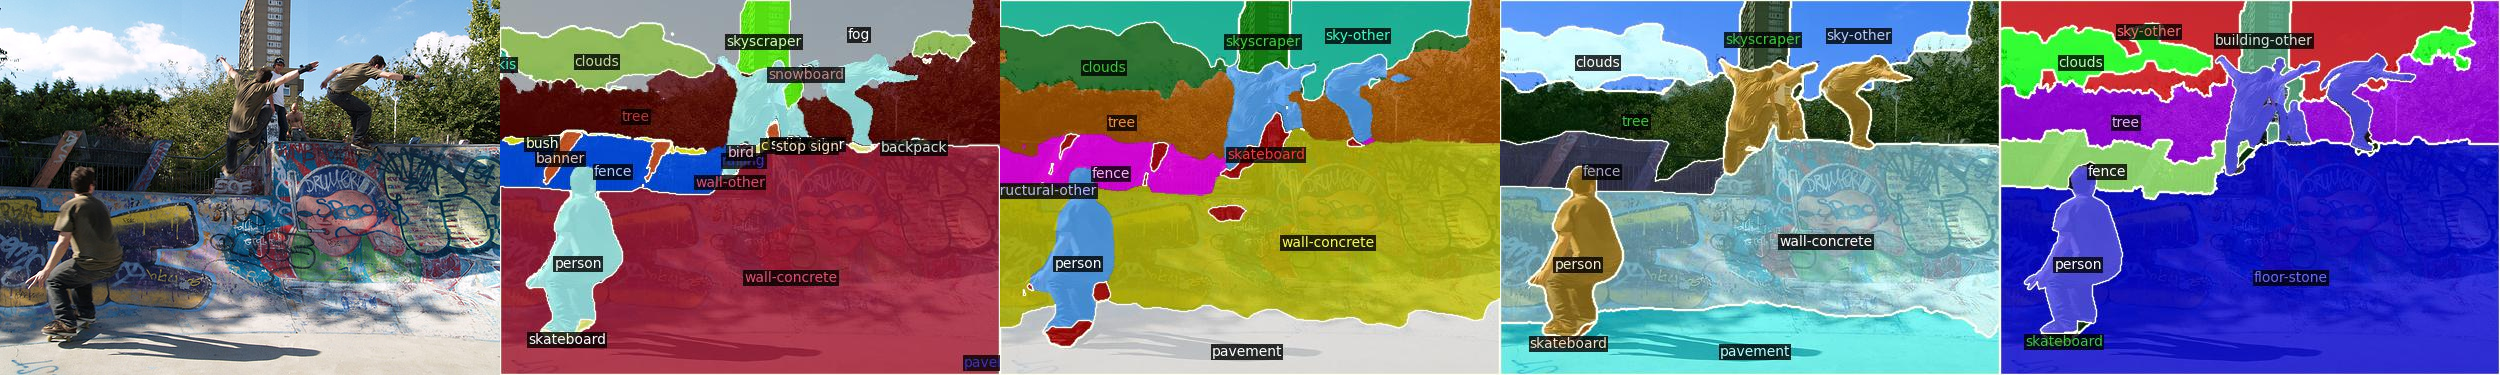 clouds
skyscraper
fog
snowboard
tree
bush
banner
fence
bird
stop sign
backpack
wall-other
person
wall-concrete
skateboard
clouds
skyscraper
sky-other
tree
skateboard
fence
ructural-other
wall-concrete
person
pavement
clouds
skyscraper
sky-other
tree
fence
wall-concrete
person
skateboard
pavement
sky-other
building-other
clouds
tree
fence
person
floor-stone
skateboard